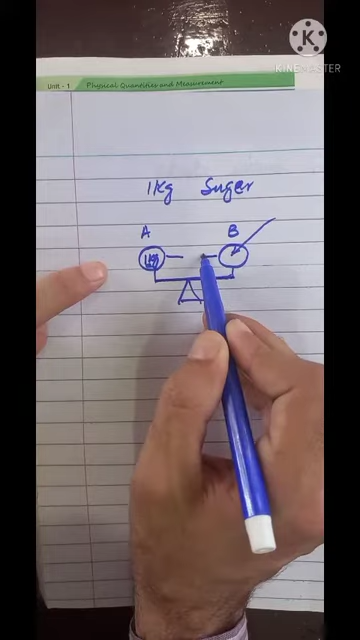 K
KINEMASTER
Unit - 1 Physical Quantities and Measurement
1kg Suger
A B
1kg